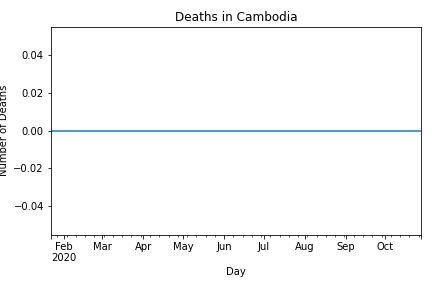 Deaths in Cambodia
Number of Deaths
0.04
0.02
0.00
−0.02
−0.04
Feb Mar Apr May Jun Jul Aug Sep Oct
2020
Day